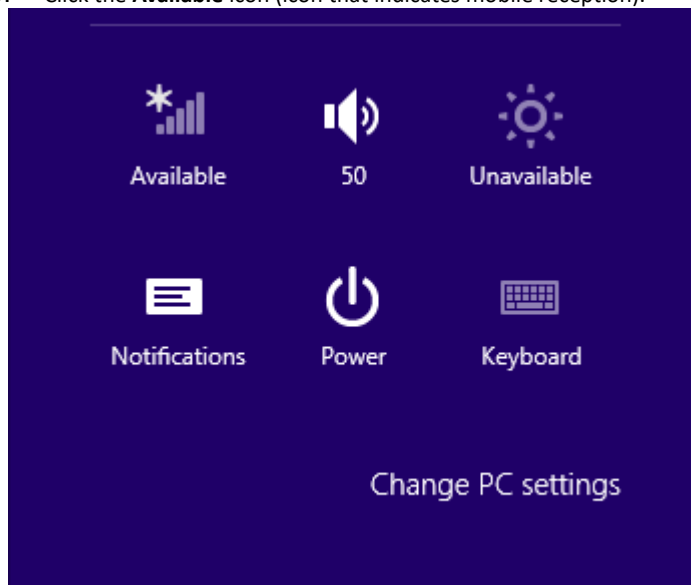 Click the Available icon (icon that indicates mobile reception).
Available 50 Unavailable
Notifications Power Keyboard
Change PC settings